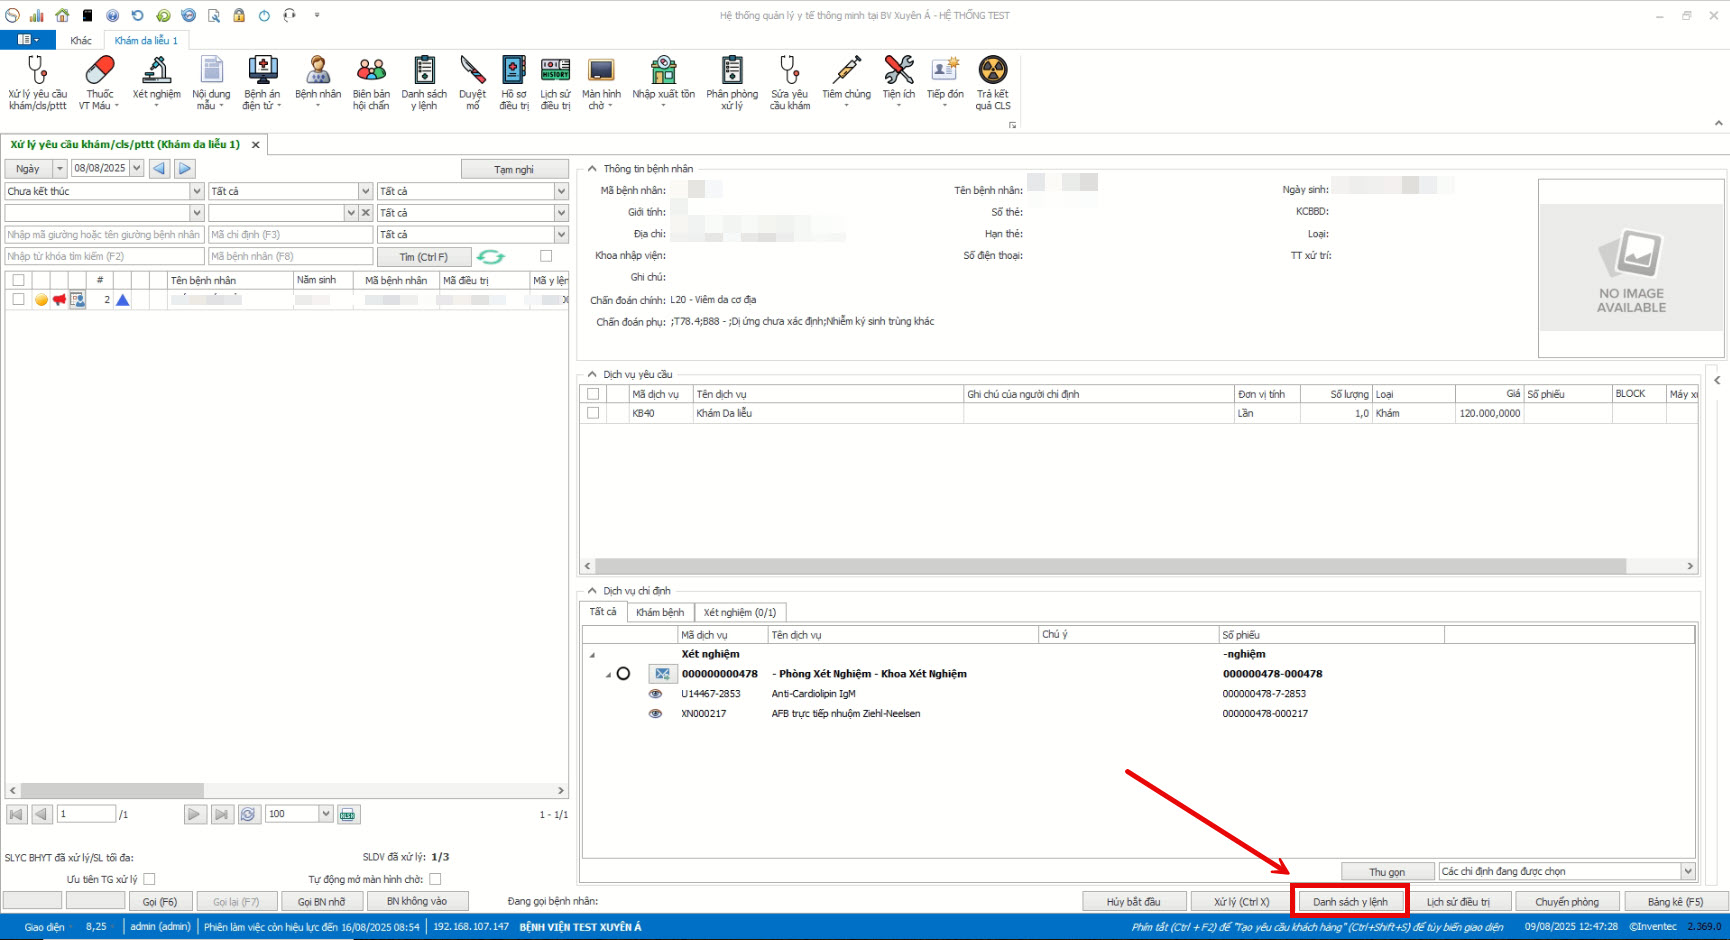 Hệ thống quản lý y tế thông minh tại BV Xuyên Á - HỆ THỐNG TEST
Khác
Khám da liễu 1
Xử lý yêu cầu khám/cls/pttt
Thuốc VT Máu
Xét nghiệm
Nội dung mẫu
Bệnh án điện tử
Bệnh nhân
Biên bản hội chẩn
Danh sách y lệnh
Duyệt mổ
Hồ sơ điều trị
HISTORY
Lịch sử điều trị
Màn hình chờ
Nhập xuất tồn
Phân phòng xử lý
Sửa yêu cầu khám
Tiêm chủng
Tiện ích
Tiếp đón
Trả kết quả CLS
Xử lý yêu cầu khám/cls/pttt (Khám da liễu 1)
Ngày 08/08/2025 Tạm nghỉ
Chưa kết thúc Tất cả Tất cả
Tất cả
Nhập mã giường hoặc tên giường bệnh nhân Mã chỉ định (F3) Tất cả
Nhập từ khóa tìm kiếm (F2) Mã bệnh nhân (F8) Tìm (Ctrl F)
# Tên bệnh nhân Năm sinh Mã bệnh nhân Mã điều trị Mã y lện
2
1 /1 100 1 - 1/1
SLYC BHYT đã xử lý/SL tối đa: SLDV đã xử lý: 1/3
Ưu tiên TG xử lý Tự động mở màn hình chờ:
Gọi (F6) Gọi lại (F7) Gọi BN nhỡ BN không vào Đang gọi bệnh nhân:
Thông tin bệnh nhân
Mã bệnh nhân: Tên bệnh nhân: Ngày sinh:
Giới tính: Số thẻ: KCBBD:
Địa chỉ: Hạn thẻ: Loại:
Khoa nhập viện: Số điện thoại: TT xử trí:
Ghi chú:
Chẩn đoán chính: L20 - Viêm da cơ địa
Chẩn đoán phụ: ;T78.4;B88 - ;Dị ứng chưa xác định;Nhiễm ký sinh trùng khác
NO IMAGE
AVAILABLE
Dịch vụ yêu cầu
Mã dịch vụ Tên dịch vụ Ghi chú của người chỉ định Đơn vị tính Số lượng Loại Giá Số phiếu BLOCK Máy x
KB40 Khám Da liễu Lần 1,0 Khám 120.000,0000
Dịch vụ chỉ định
Tất cả Khám bệnh Xét nghiệm (0/1)
Mã dịch vụ Tên dịch vụ Chú ý Số phiếu
Xét nghiệm -nghiệm
000000000478 - Phòng Xét Nghiệm - Khoa Xét Nghiệm 000000478-000478
U14467-2853 Anti-Cardiolipin IgM 000000478-7-2853
XN000217 AFB trực tiếp nhuộm Ziehl-Neelsen 000000478-000217
Thu gọn Các chỉ định đang được chọn
Hủy bắt đầu Xử lý (Ctrl X) Danh sách y lệnh Lịch sử điều trị Chuyển phòng Bảng kê (F5)
Giao diện 8,25 admin (admin) Phiên làm việc còn hiệu lực đến 16/08/2025 08:54 192.168.107.147 BỆNH VIỆN TEST XUYÊN Á Phím tắt (Ctrl + F2) để "Tạo yêu cầu khách hàng" (Ctrl+Shift+S) để tùy biến giao diện 09/08/2025 12:47:28 ©Inventec 2.369.0